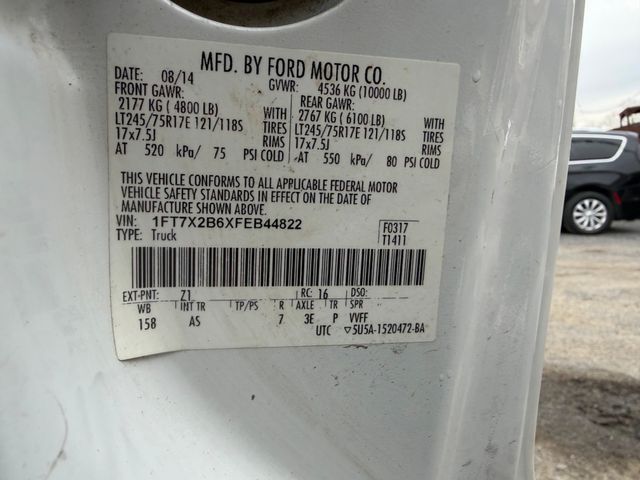 MFD. BY FORD MOTOR CO.
DATE: 08/14 GVWR: 4536 KG (10000 LB)
FRONT GAWR: REAR GAWR:
2177 KG ( 4800 LB) WITH 2767 KG ( 6100 LB) WITH
LT245/75R17E 121/118S TIRES LT245/75R17E 121/118S TIRES
17x7.5J RIMS 17x7.5J RIMS
AT 520 kPa/ 75 PSI COLD AT 550 kPa/ 80 PSI COLD
THIS VEHICLE CONFORMS TO ALL APPLICABLE FEDERAL MOTOR
VEHICLE SAFETY STANDARDS IN EFFECT ON THE DATE OF
MANUFACTURE SHOWN ABOVE.
VIN: 1FT7X2B6XFEB44822 F0317
TYPE: Truck T1411
EXT-PNT: Z1 RC: 16 DSO:
WB INT TR TP/PS R AXLE TR SPR
158 AS 7 3E P VVFF
UTC ▽5U5A-1520472-BA